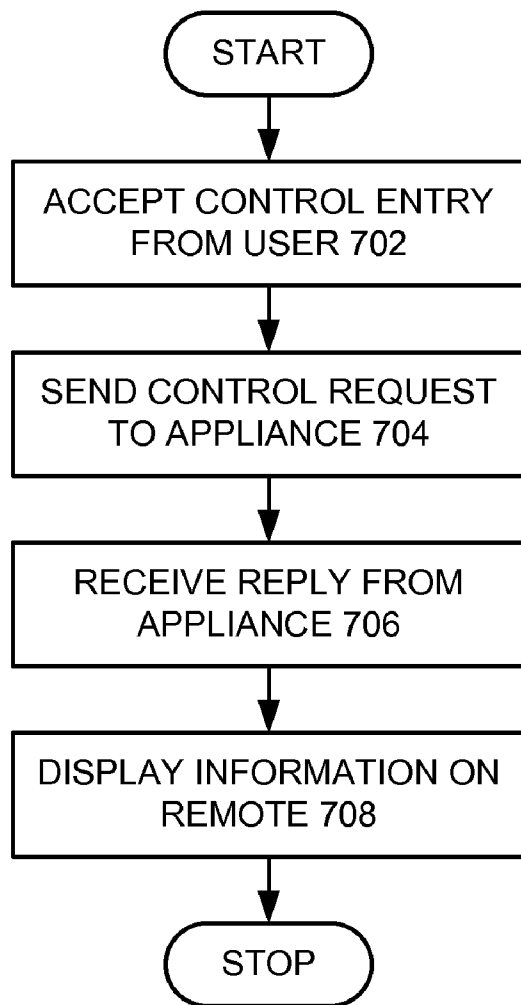 START
ACCEPT CONTROL ENTRY
FROM USER 702
SEND CONTROL REQUEST
TO APPLIANCE 704
RECEIVE REPLY FROM
APPLIANCE 706
DISPLAY INFORMATION ON
REMOTE 708
STOP